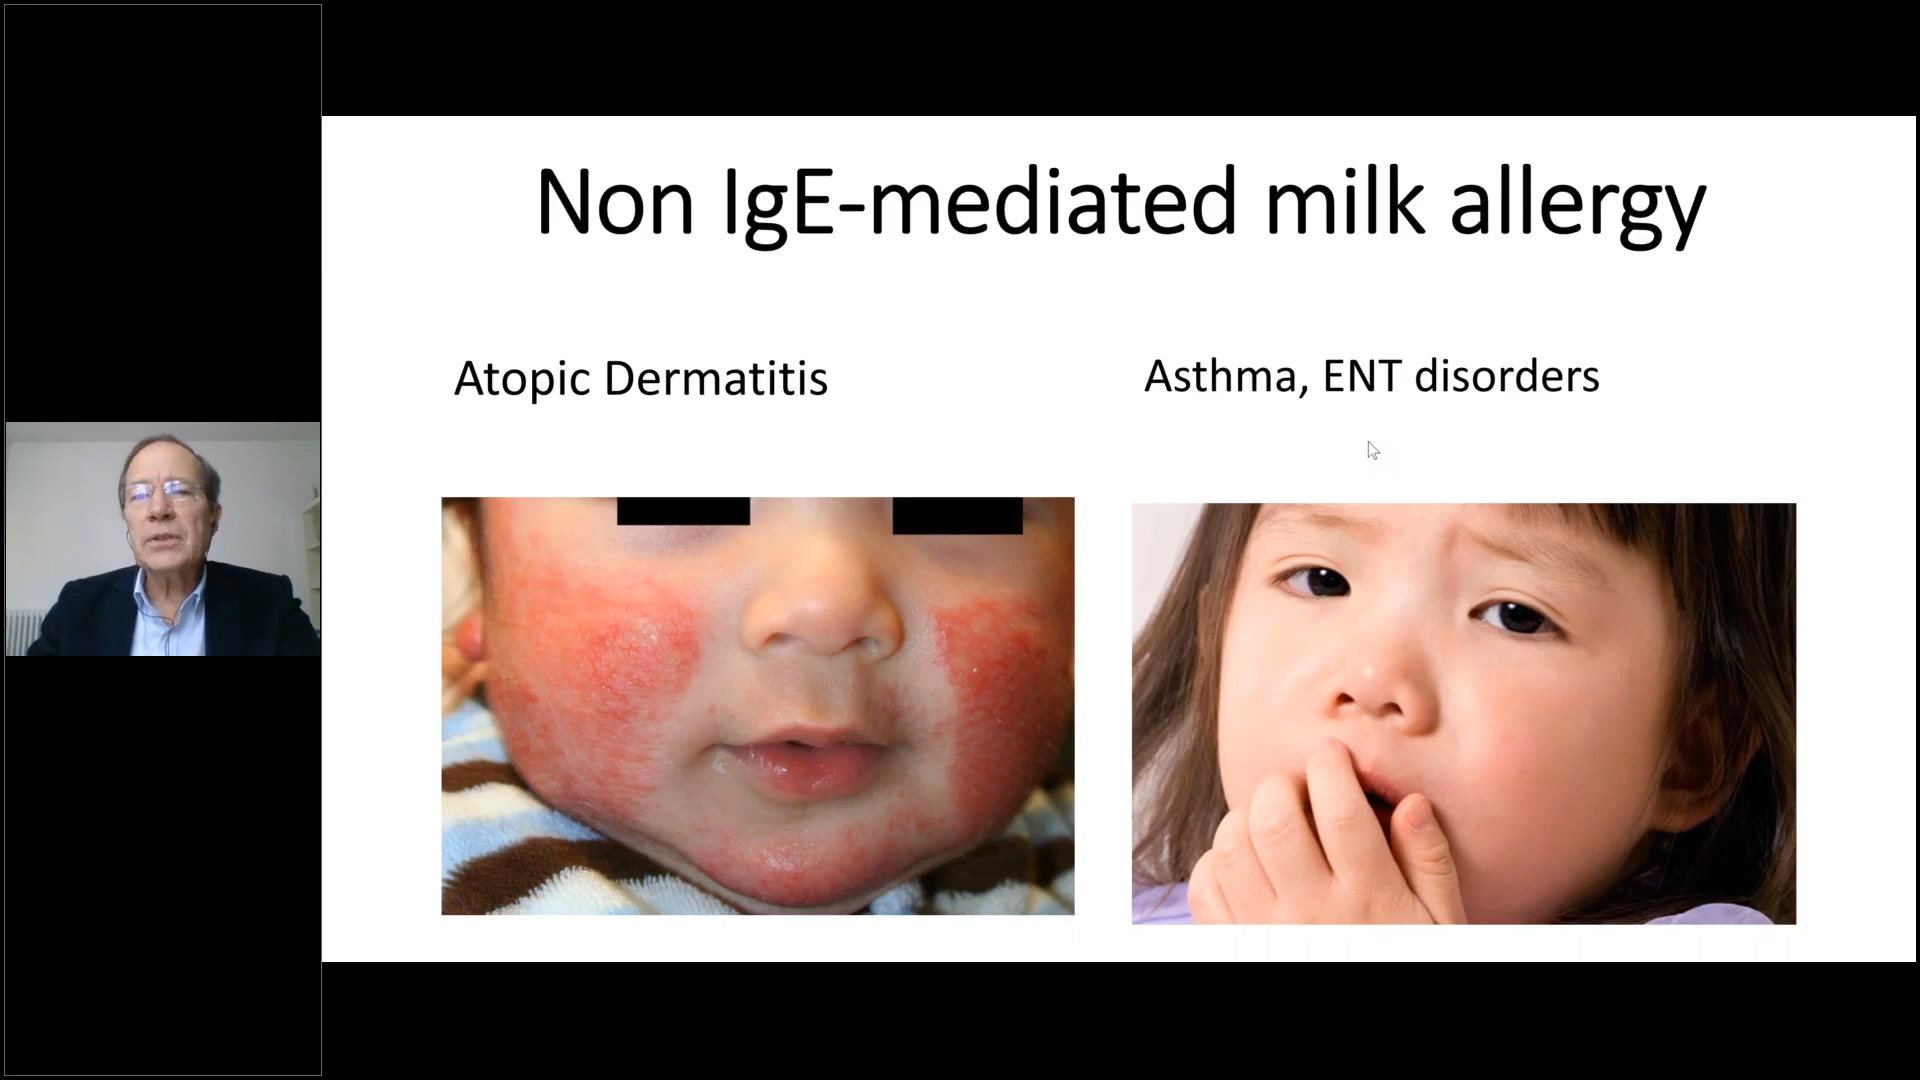 Non IgE-mediated milk allergy
Atopic Dermatitis
Asthma, ENT disorders